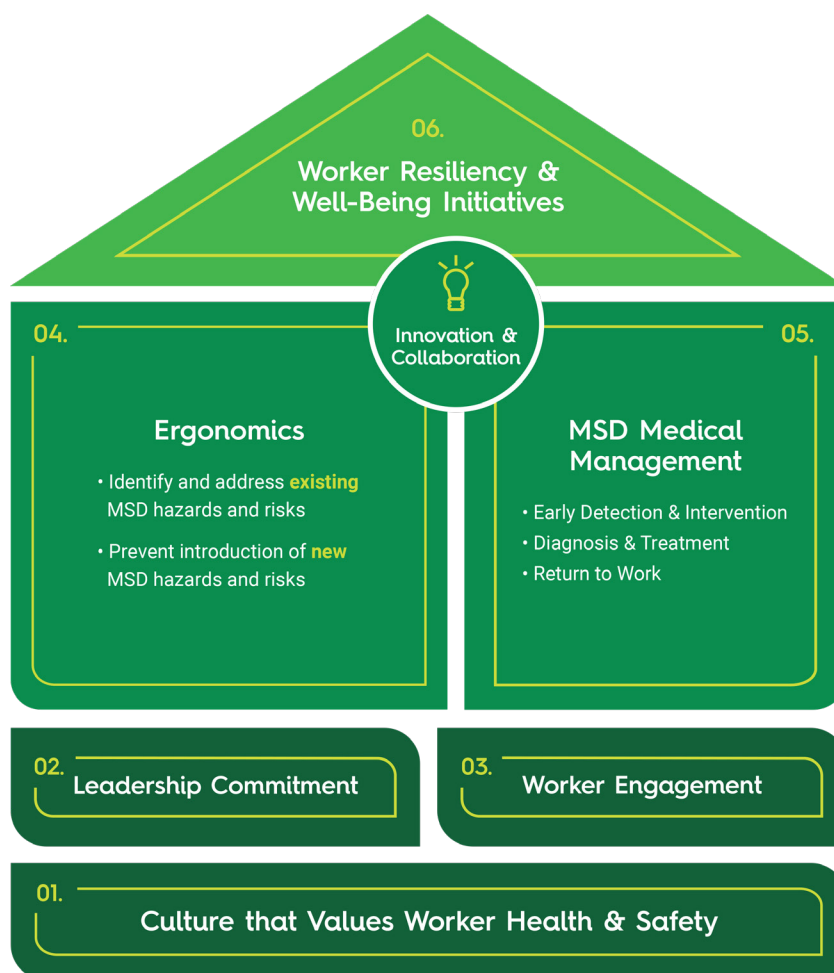 06.
Worker Resiliency &
Well-Being Initiatives
Innovation &
Collaboration
04.
Ergonomics
• Identify and address existing
MSD hazards and risks
• Prevent introduction of new
MSD hazards and risks
05.
MSD Medical
Management
• Early Detection & Intervention
• Diagnosis & Treatment
• Return to Work
02.
Leadership Commitment
03.
Worker Engagement
01.
Culture that Values Worker Health & Safety